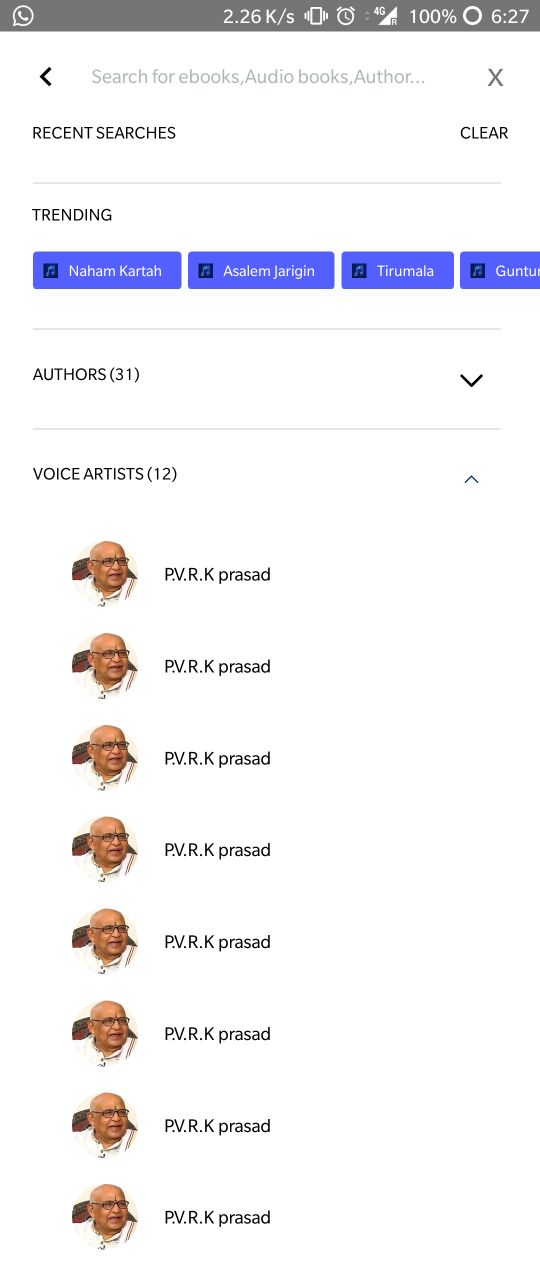 2.26 K/s 4G R 100% 6:27
Search for ebooks,Audio books,Author... X
RECENT SEARCHES CLEAR
TRENDING
Naham Kartah Asalem Jarigin Tirumala Guntur
AUTHORS (31)
VOICE ARTISTS (12)
P.V.R.K prasad
P.V.R.K prasad
P.V.R.K prasad
P.V.R.K prasad
P.V.R.K prasad
P.V.R.K prasad
P.V.R.K prasad
P.V.R.K prasad